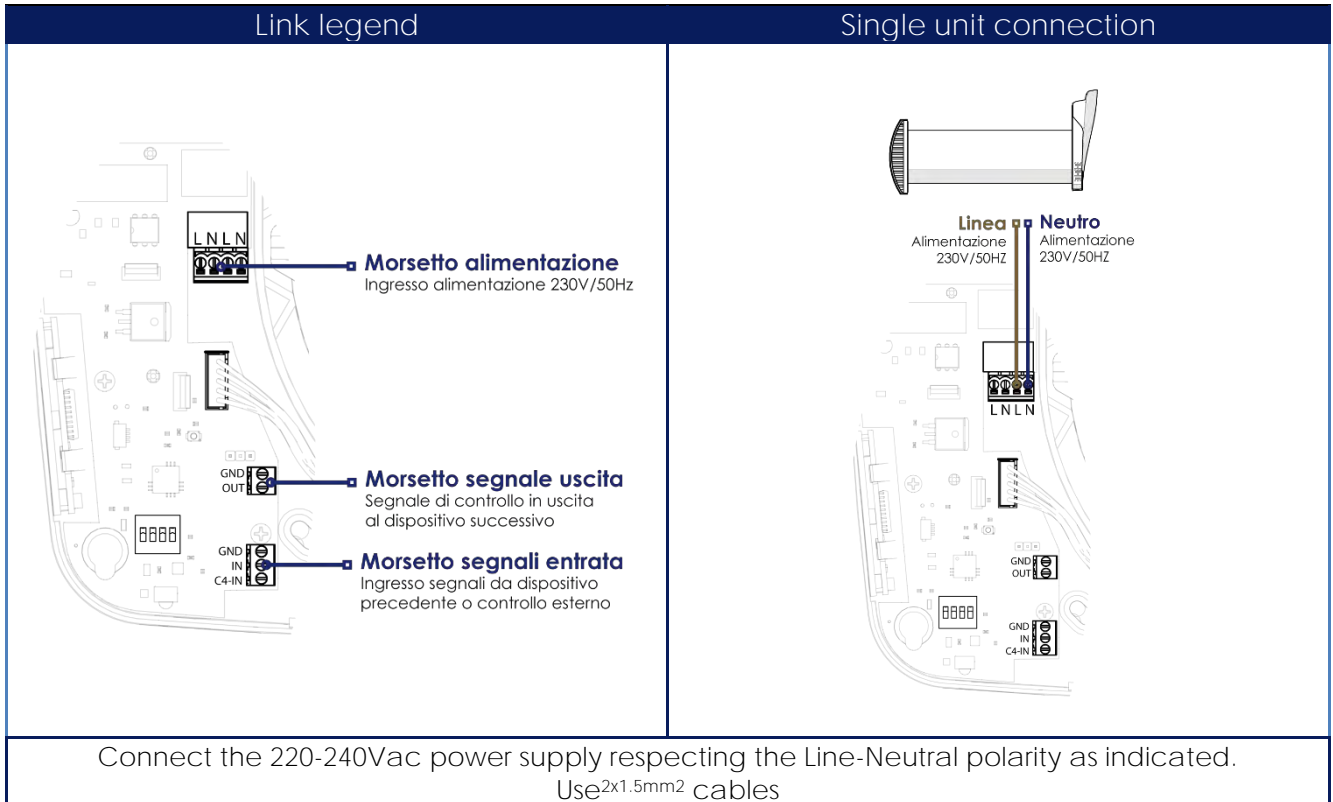 Link legend
Single unit connection
L N L N
Morsetto alimentazione
Ingresso alimentazione 230V/50Hz
GND
OUT
Morsetto segnale uscita
Segnale di controllo in uscita
al dispositivo successivo
GND
IN
C4-IN
Morsetto segnali entrata
Ingresso segnali da dispositivo
precedente o controllo esterno
Linea
Alimentazione
230V/50HZ
Neutro
Alimentazione
230V/50HZ
L N L N
GND
OUT
GND
IN
C4-IN
Connect the 220-240Vac power supply respecting the Line-Neutral polarity as indicated.
Use2x1.5mm2 cables